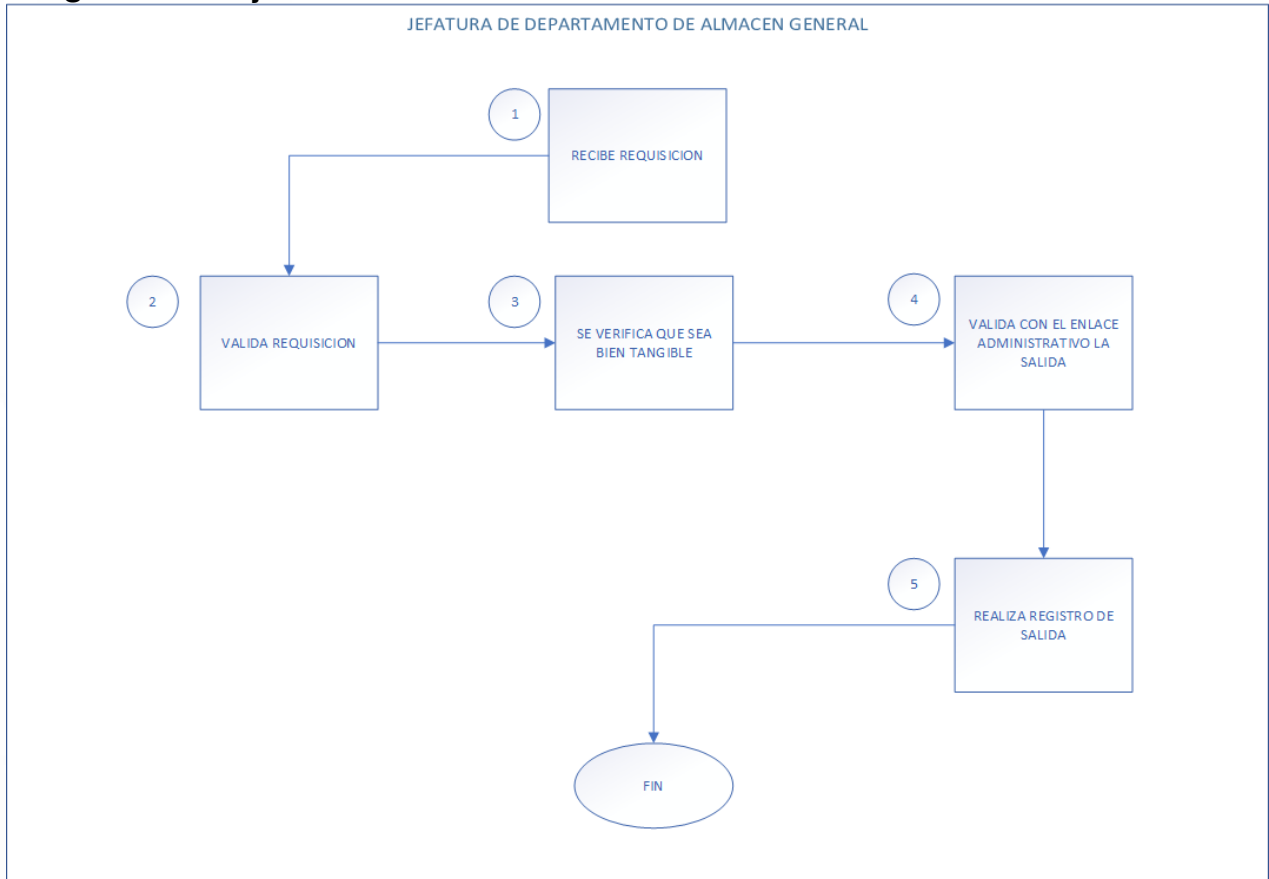 JEFATURA DE DEPARTAMENTO DE ALMACEN GENERAL
1
RECIBE REQUISICION
2
VALIDA REQUISICION
3
SE VERIFICA QUE SEA
BIEN TANGIBLE
4
VALIDA CON EL ENLACE
ADMINISTRATIVO LA
SALIDA
5
REALIZA REGISTRO DE
SALIDA
FIN